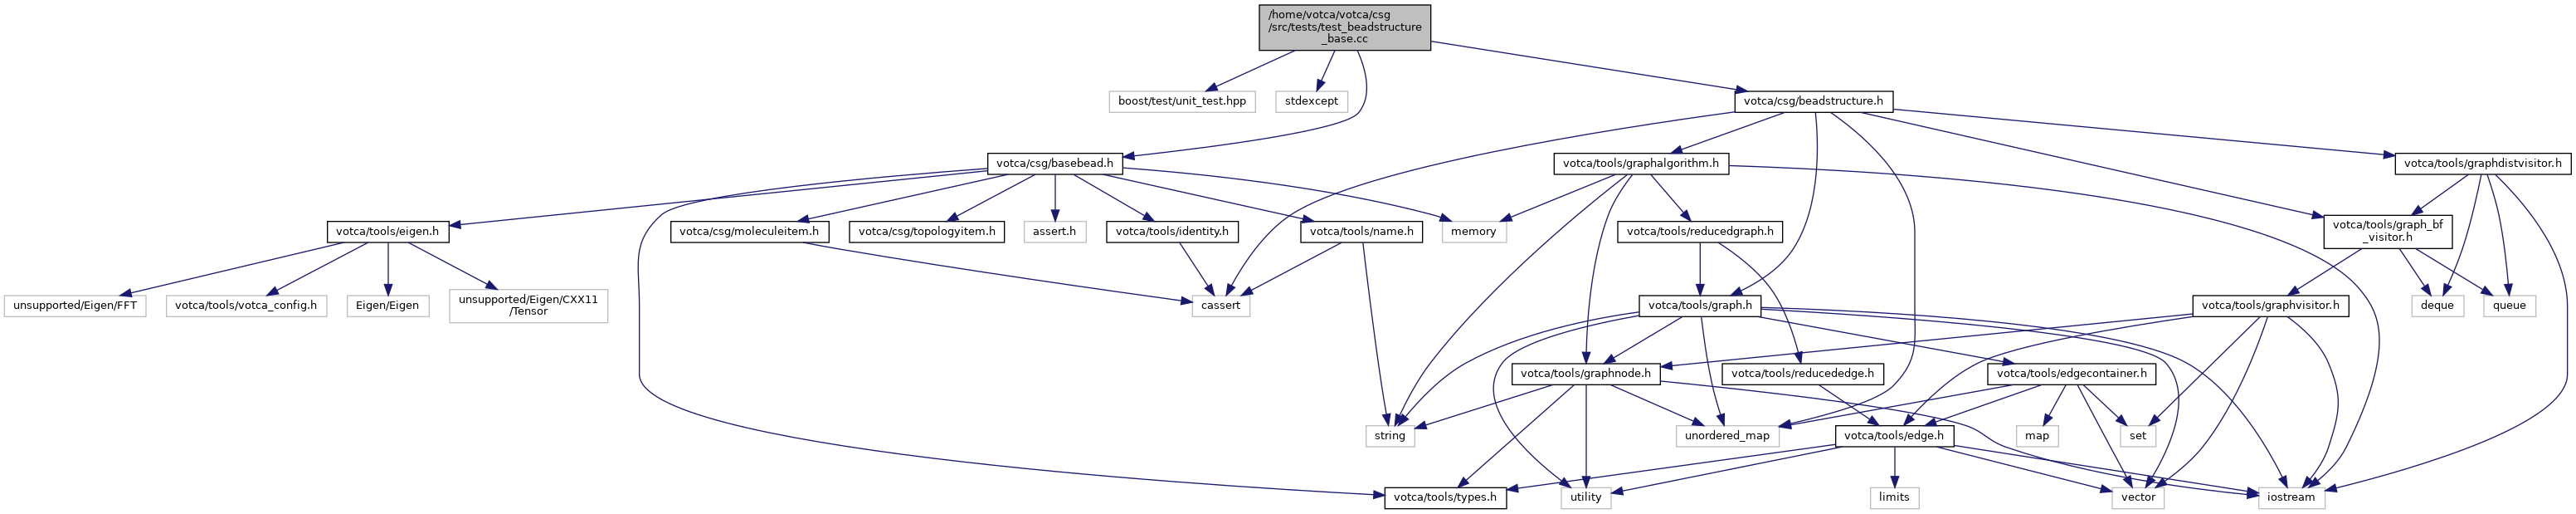 /home/votca/votca/csg
/src/tests/test_beadstructure
_base.cc
boost/test/unit_test.hpp
stdexcept
votca/csg/beadstructure.h
votca/csg/basebead.h
votca/tools/graphalgorithm.h
votca/tools/graphdistvisitor.h
votca/tools/eigen.h
votca/csg/moleculeitem.h
votca/csg/topologyitem.h
assert.h
votca/tools/identity.h
votca/tools/name.h
memory
votca/tools/reducedgraph.h
votca/tools/graph_bf
_visitor.h
unsupported/Eigen/FFT
votca/tools/votca_config.h
Eigen/Eigen
unsupported/Eigen/CXX11
/Tensor
cassert
votca/tools/graph.h
votca/tools/graphvisitor.h
deque
queue
votca/tools/graphnode.h
votca/tools/reducededge.h
votca/tools/edgecontainer.h
string
unordered_map
votca/tools/edge.h
map
set
votca/tools/types.h
utility
limits
vector
iostream